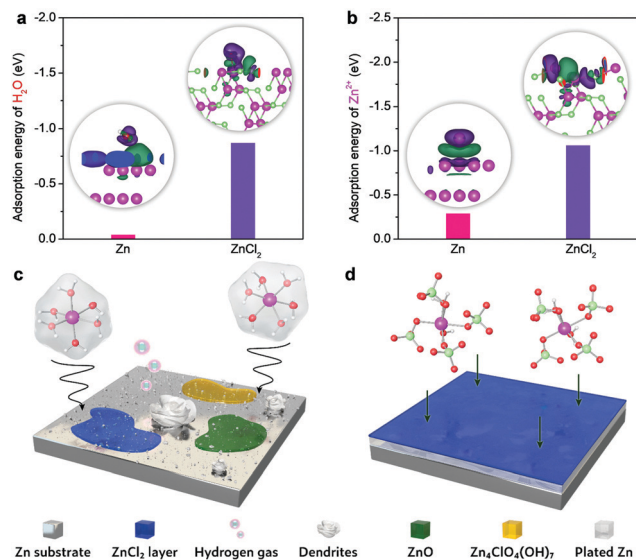 a
-2.0
-1.5
-1.0
-0.5
0.0
Adsorption energy of H₂O (eV)
Zn
ZnCl₂
b
-2.5
-2.0
-1.5
-1.0
-0.5
0.0
Adsorption energy of Zn²⁺ (eV)
Zn
ZnCl₂
c
d
Zn substrate
ZnCl₂ layer
Hydrogen gas
Dendrites
ZnO
Zn₄ClO₄(OH)₇
Plated Zn